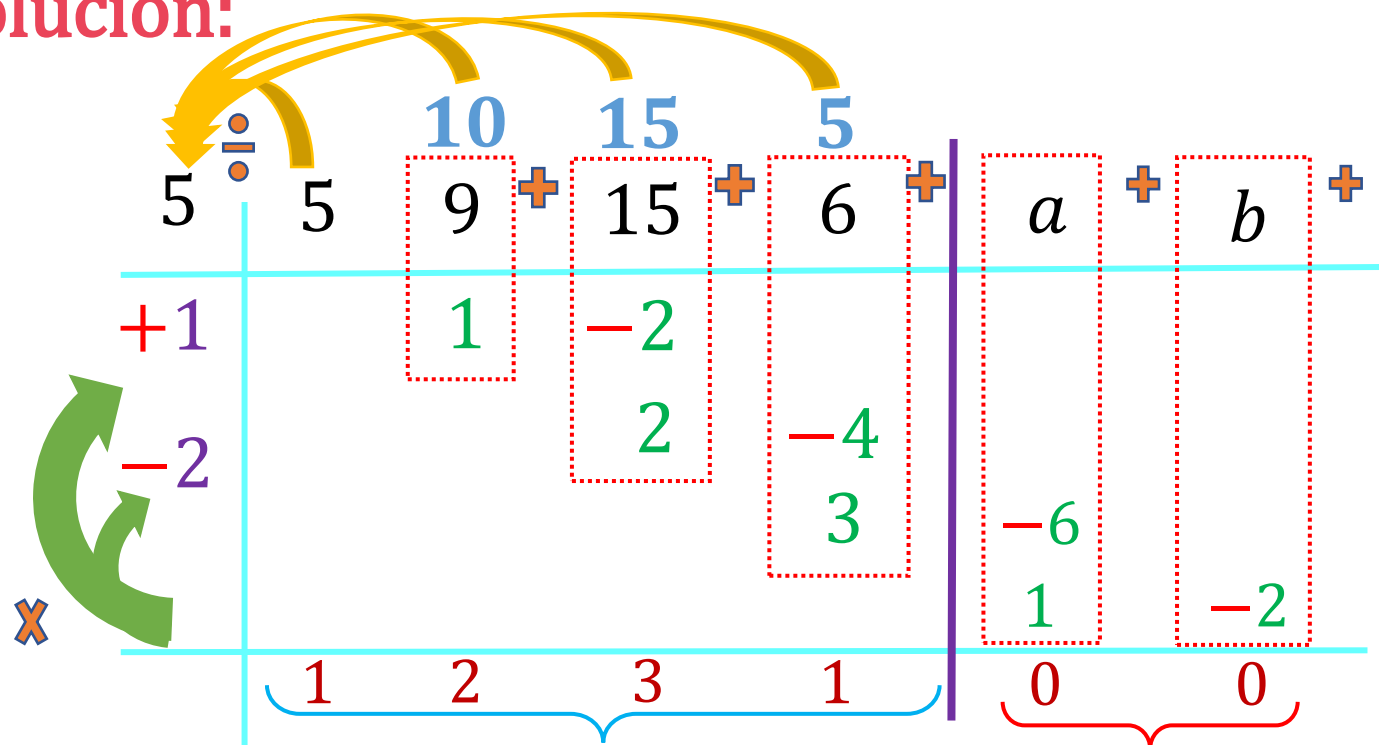 olución:
10 15 5
5 ÷ 5 9 + 15 + 6 + a + b +
+1 1 −2
−2 2 −4
3 −6
x 1 −2
1 2 3 1 0 0